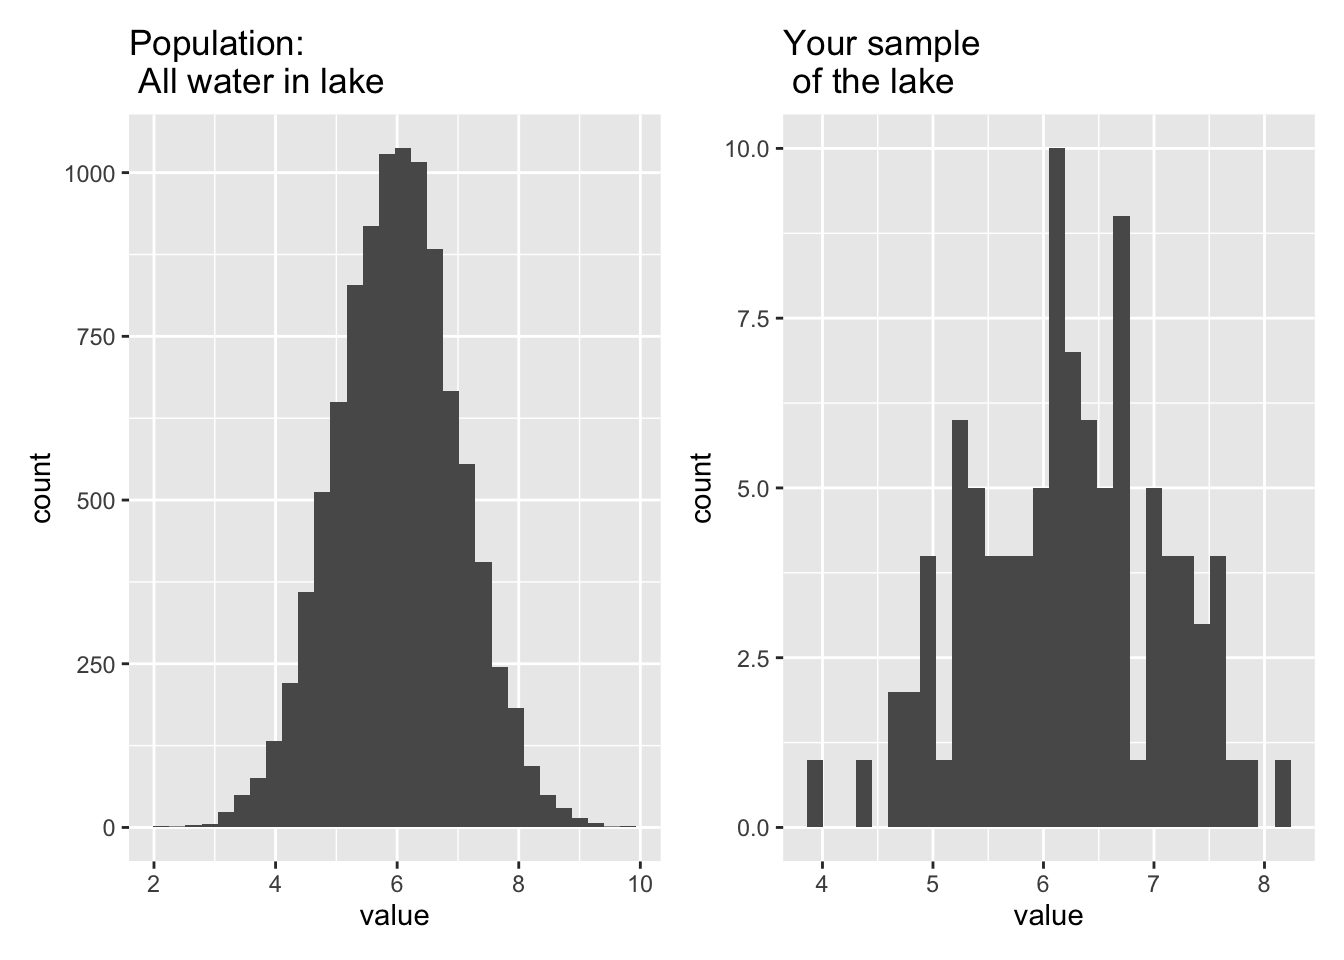 Population:
All water in lake
1000
750
500
250
0
count
2 4 6 8 10
value
Your sample
of the lake
10.0
7.5
5.0
2.5
0.0
count
4 5 6 7 8
value